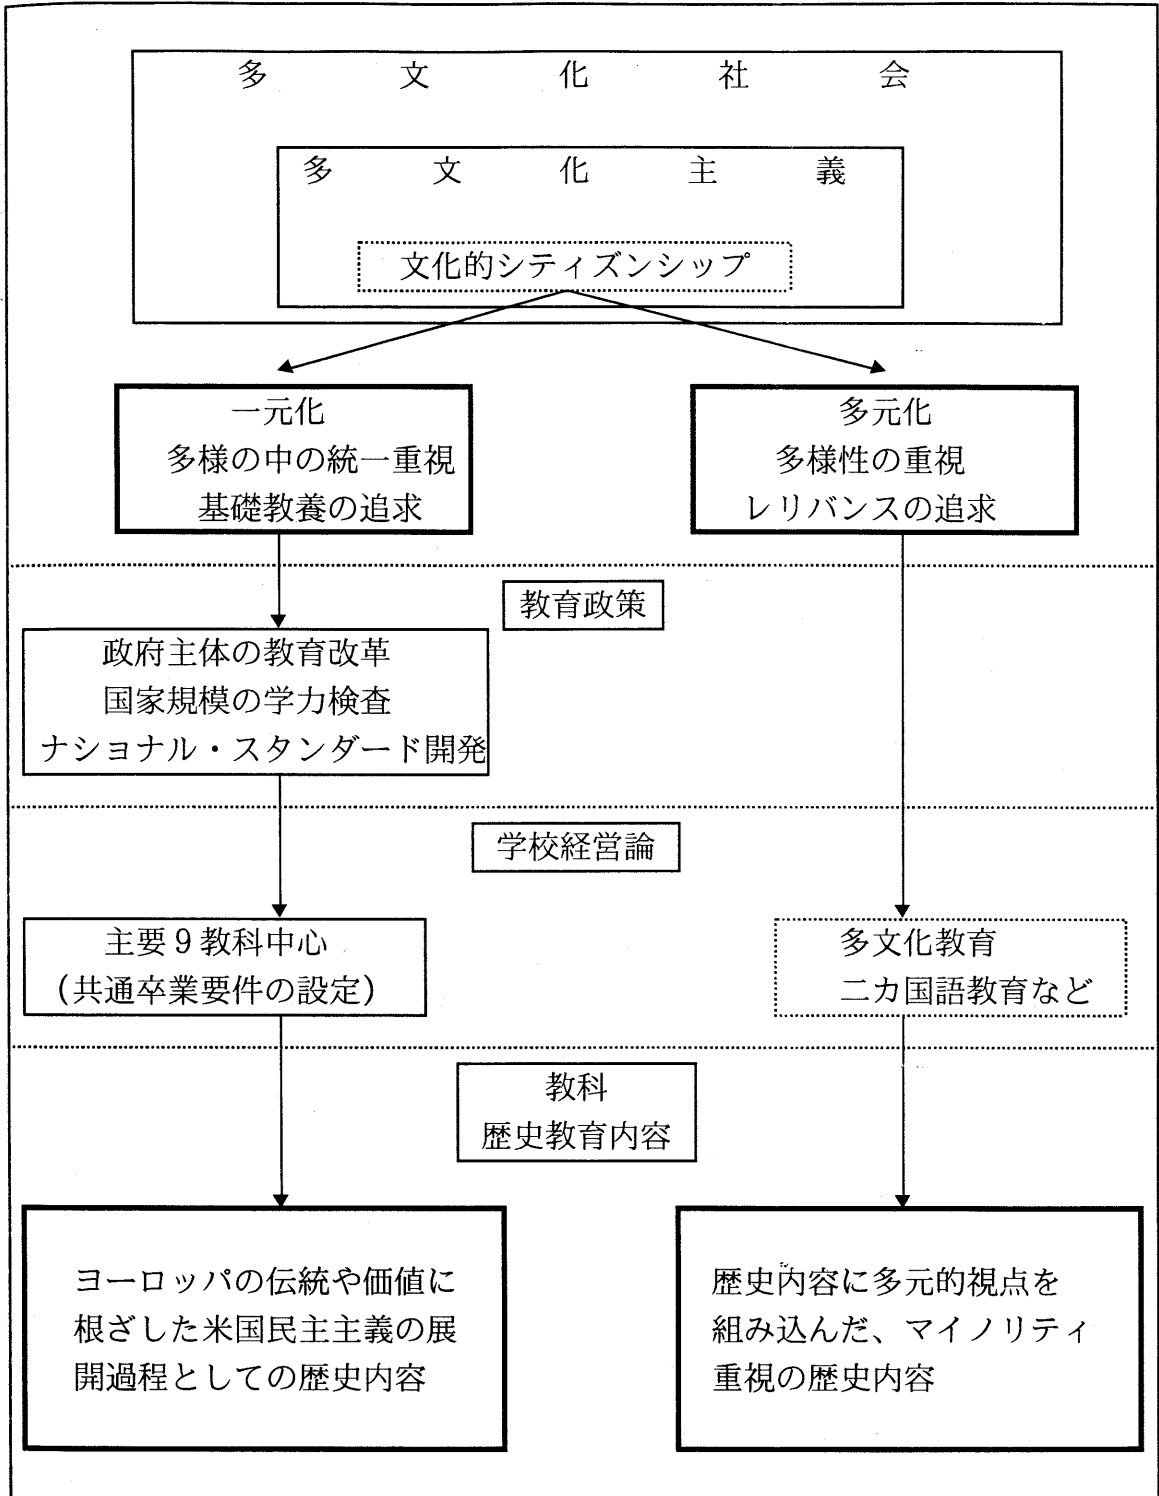 多文化社会
多文化主義
文化的シティズンシップ
一元化
多様の中の統一重視
基礎教養の追求
多元化
多様性の重視
レリバンスの追求
教育政策
政府主体の教育改革
国家規模の学力検査
ナショナル・スタンダード開発
学校経営論
主要9教科中心
(共通卒業要件の設定)
多文化教育
二カ国語教育など
教科
歴史教育内容
ヨーロッパの伝統や価値に
根ざした米国民主主義の展
開過程としての歴史内容
歴史内容に多元的視点を
組み込んだ、マイノリティ
重視の歴史内容